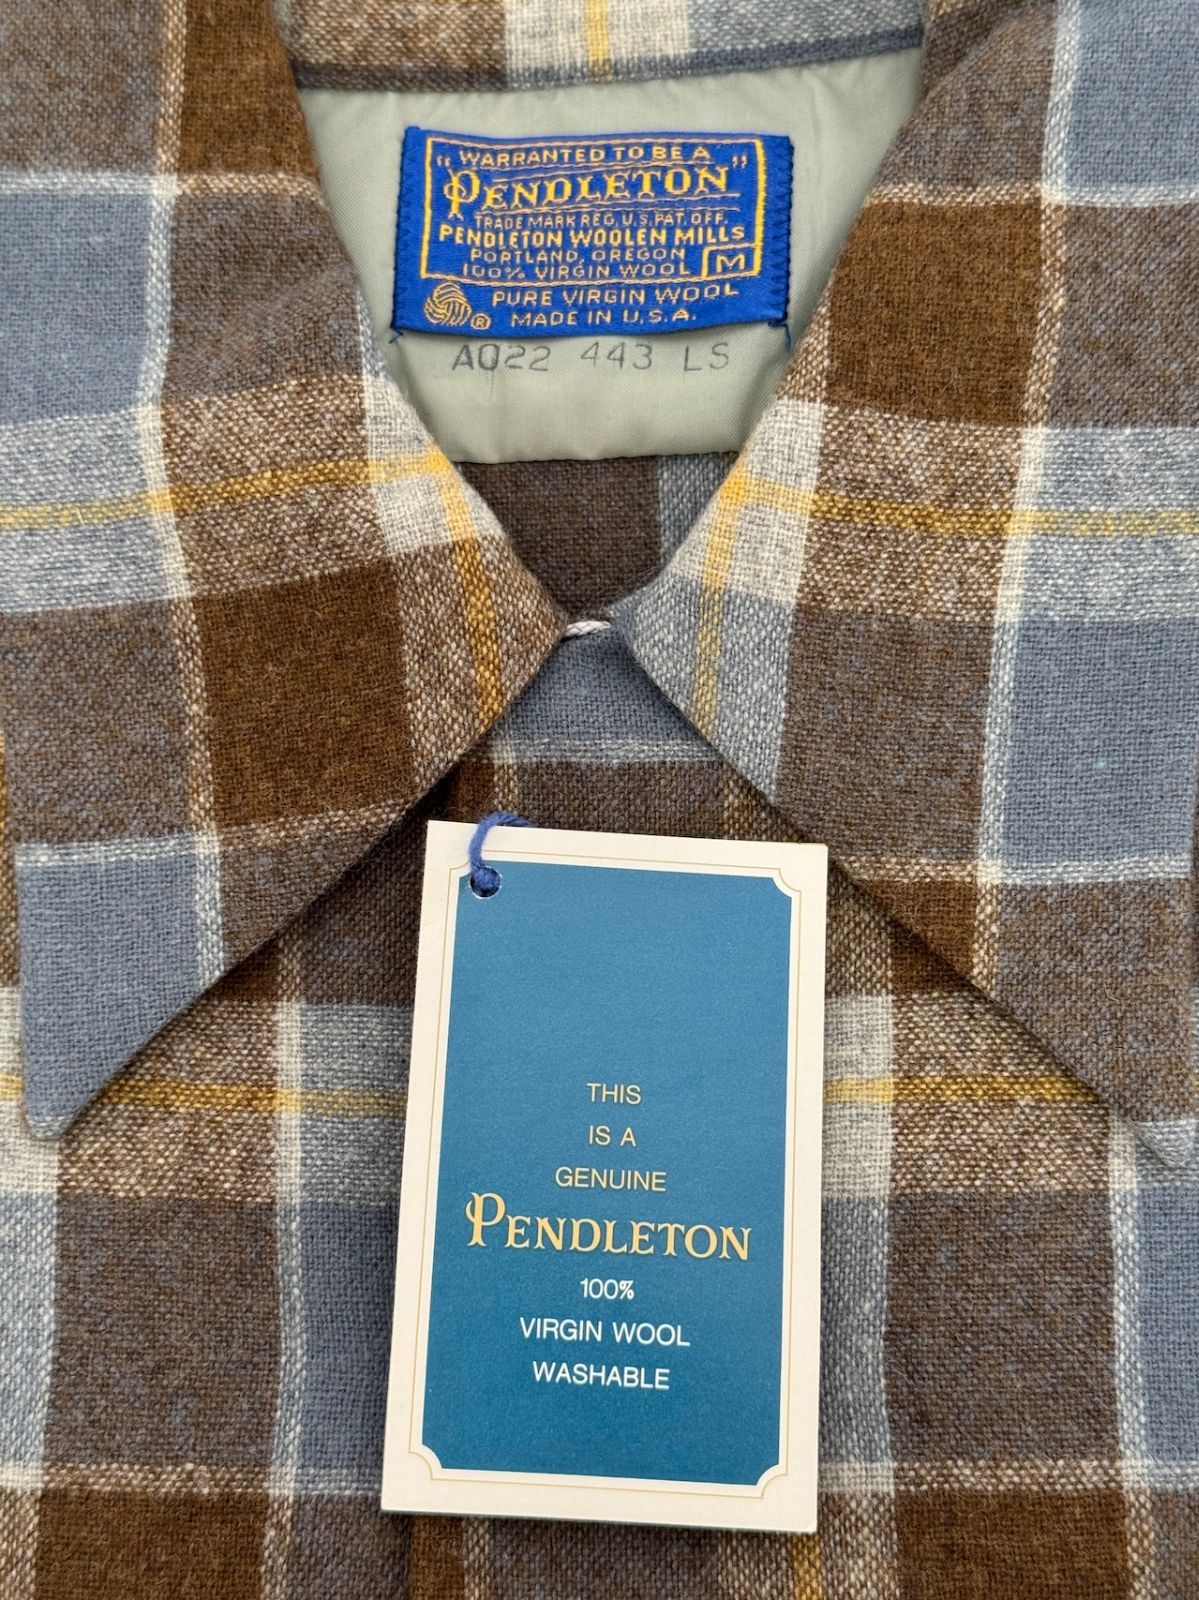 "WARRANTED TO BE A"
PENDLETON
TRADE MARK REG. U.S. PAT. OFF.
PENDLETON WOOLEN MILLS
PORTLAND, OREGON
100% VIRGIN WOOL M
PURE VIRGIN WOOL
® MADE IN U.S.A.
A022 443 LS
THIS
IS A
GENUINE
PENDLETON
100%
VIRGIN WOOL
WASHABLE